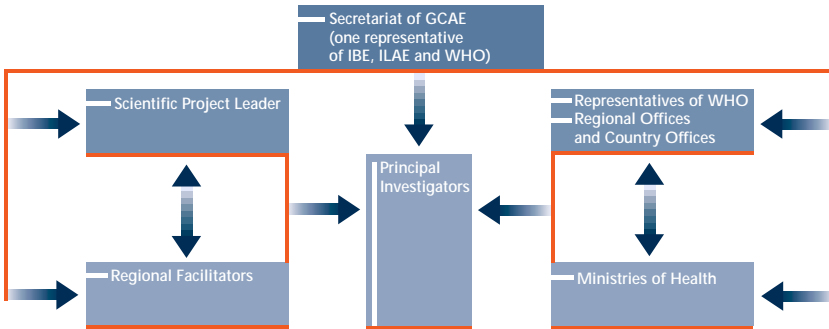 Secretariat of GCAE
(one representative
of IBE, ILAE and WHO)
Scientific Project Leader
Representatives of WHO
Regional Offices
and Country Offices
Principal
Investigators
Regional Facilitators
Ministries of Health